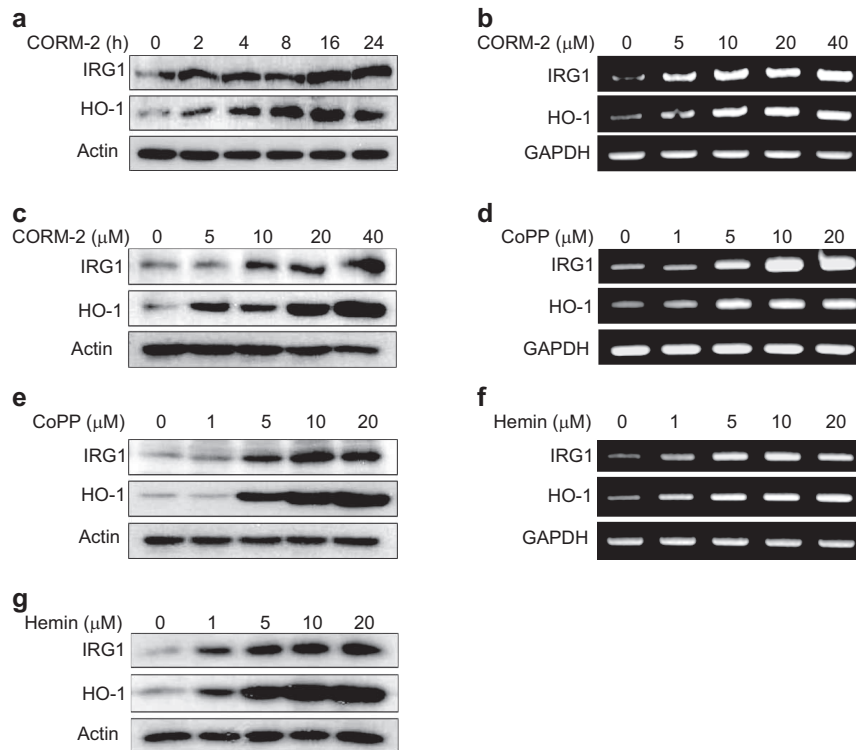 a
CORM-2 (h) 0 2 4 8 16 24
IRG1
HO-1
Actin
b
CORM-2 (μM) 0 5 10 20 40
IRG1
HO-1
GAPDH
c
CORM-2 (μM) 0 5 10 20 40
IRG1
HO-1
Actin
d
CoPP (μM) 0 1 5 10 20
IRG1
HO-1
GAPDH
e
CoPP (μM) 0 1 5 10 20
IRG1
HO-1
Actin
f
Hemin (μM) 0 1 5 10 20
IRG1
HO-1
GAPDH
g
Hemin (μM) 0 1 5 10 20
IRG1
HO-1
Actin